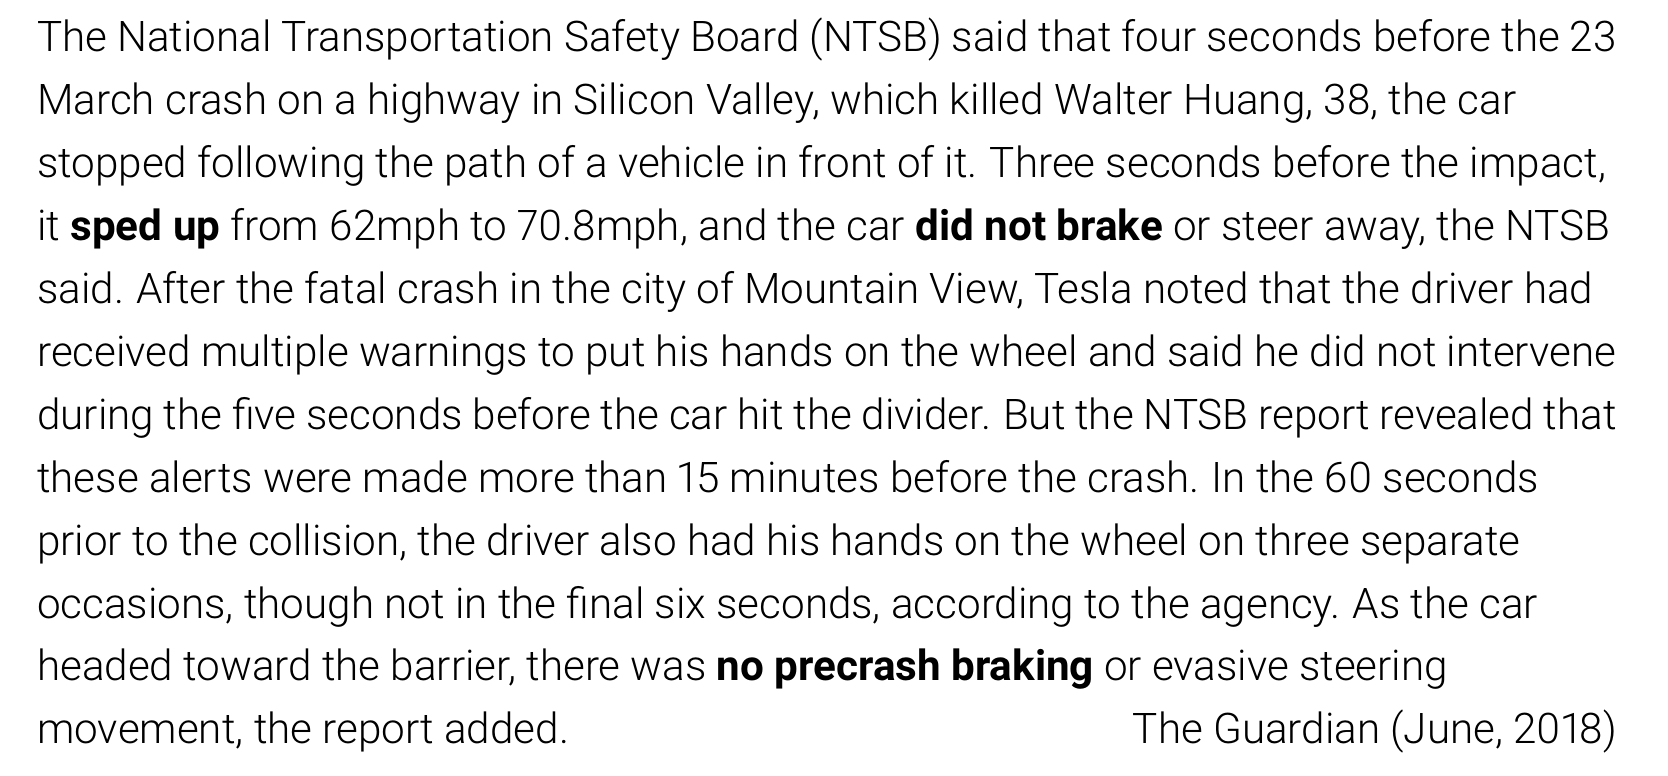 The National Transportation Safety Board (NTSB) said that four seconds before the 23
March crash on a highway in Silicon Valley, which killed Walter Huang, 38, the car
stopped following the path of a vehicle in front of it. Three seconds before the impact,
it sped up from 62mph to 70.8mph, and the car did not brake or steer away, the NTSB
said. After the fatal crash in the city of Mountain View, Tesla noted that the driver had
received multiple warnings to put his hands on the wheel and said he did not intervene
during the five seconds before the car hit the divider. But the NTSB report revealed that
these alerts were made more than 15 minutes before the crash. In the 60 seconds
prior to the collision, the driver also had his hands on the wheel on three separate
occasions, though not in the final six seconds, according to the agency. As the car
headed toward the barrier, there was no precrash braking or evasive steering
movement, the report added. The Guardian (June, 2018)